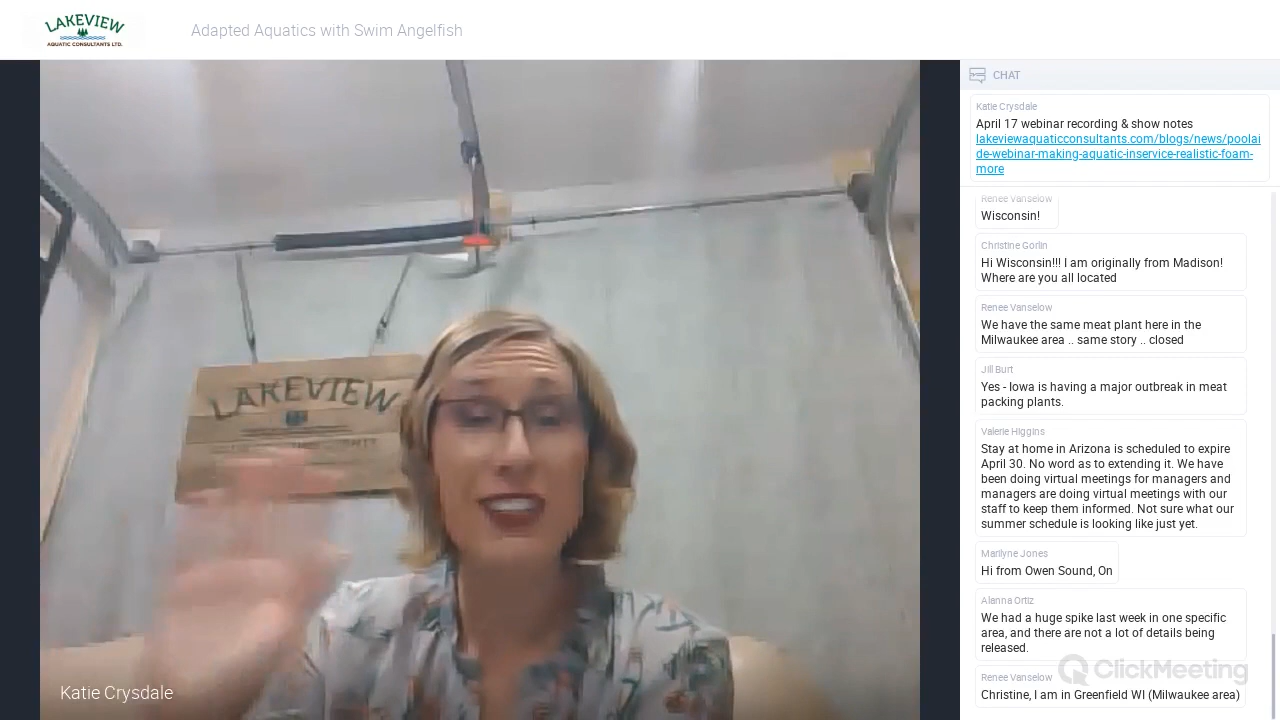 LAKEVIEW
AQUATIC CONSULTANTS LTD.
Adapted Aquatics with Swim Angelfish
LAKEVIEW
Katie Crysdale
CHAT
Katie Crysdale
April 17 webinar recording & show notes
lakeviewaquaticconsultants.com/blogs/news/poolai
de-webinar-making-aquatic-inservice-realistic-foam-
more
Renee Vanselow
Wisconsin!
Christine Gorlin
Hi Wisconsin!!! I am originally from Madison!
Where are you all located
Renee Vanselow
We have the same meat plant here in the
Milwaukee area .. same story .. closed
Jill Burt
Yes - Iowa is having a major outbreak in meat
packing plants.
Valerie Higgins
Stay at home in Arizona is scheduled to expire
April 30. No word as to extending it. We have
been doing virtual meetings for managers and
managers are doing virtual meetings with our
staff to keep them informed. Not sure what our
summer schedule is looking like just yet.
Marilyne Jones
Hi from Owen Sound, On
Alanna Ortiz
We had a huge spike last week in one specific
area, and there are not a lot of details being
released.
ClickMeeting
Renee Vanselow
Christine, I am in Greenfield WI (Milwaukee area)